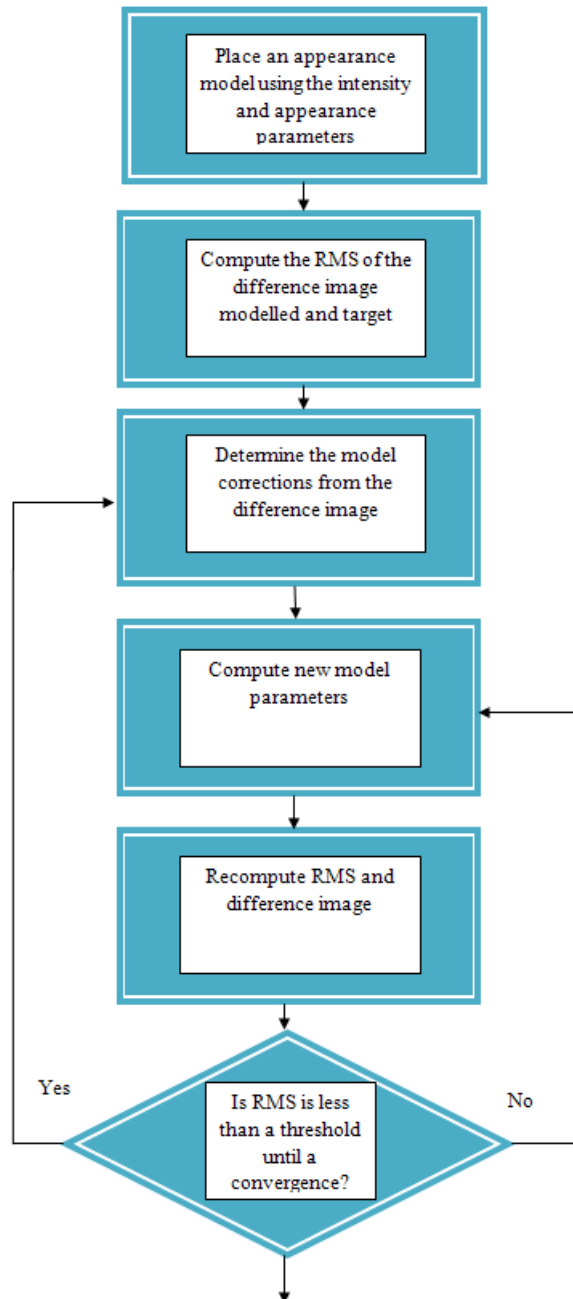 Place an appearance
model using the intensity
and appearance
parameters
Compute the RMS of the
difference image
modelled and target
Determine the model
corrections from the
difference image
Compute new model
parameters
Recompute RMS and
difference image
Yes
Is RMS is less
than a threshold
until a
convergence?
No